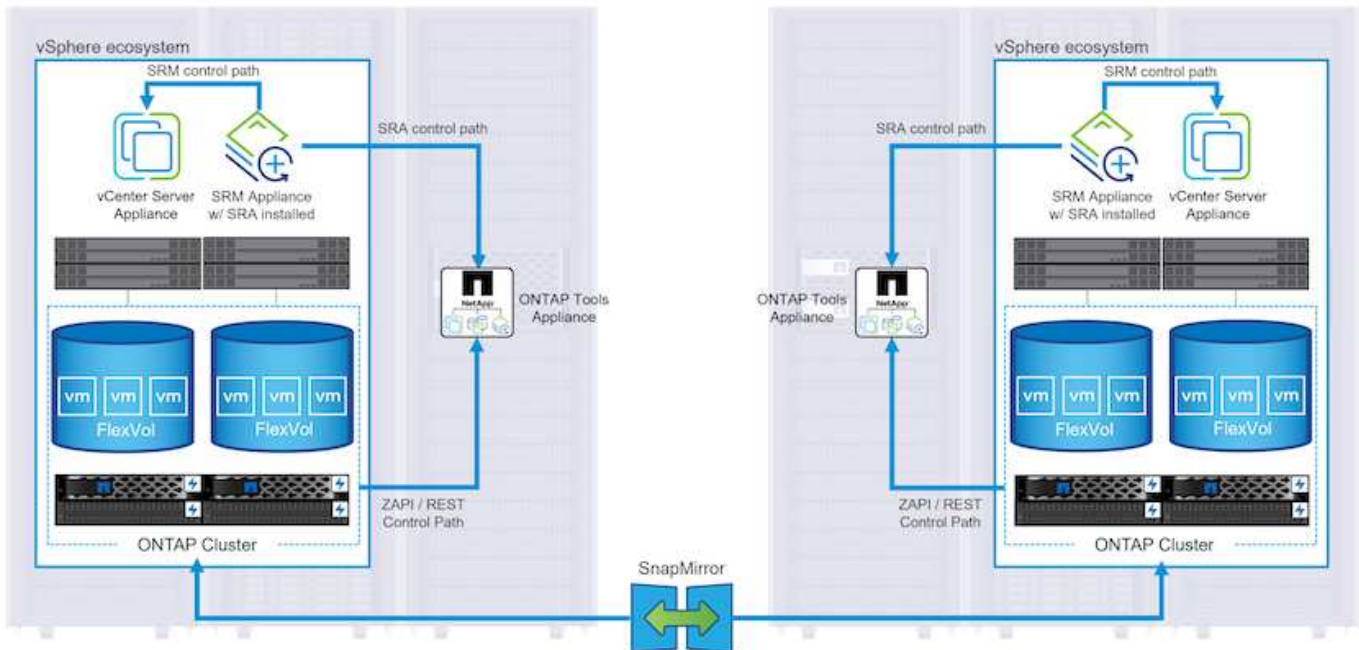 vSphere ecosystem
SRM control path
SRA control path
vCenter Server
Appliance
SRM Appliance
w/ SRA installed
NetApp
ONTAP Tools
Appliance
vm vm vm
FlexVol
vm vm vm
FlexVol
ZAPI / REST
Control Path
ONTAP Cluster
SnapMirror
vSphere ecosystem
SRM control path
SRA control path
SRM Appliance
w/ SRA installed
vCenter Server
Appliance
ONTAP Tools
Appliance
NetApp
vm vm vm
FlexVol
vm vm vm
FlexVol
ZAPI / REST
Control Path
ONTAP Cluster